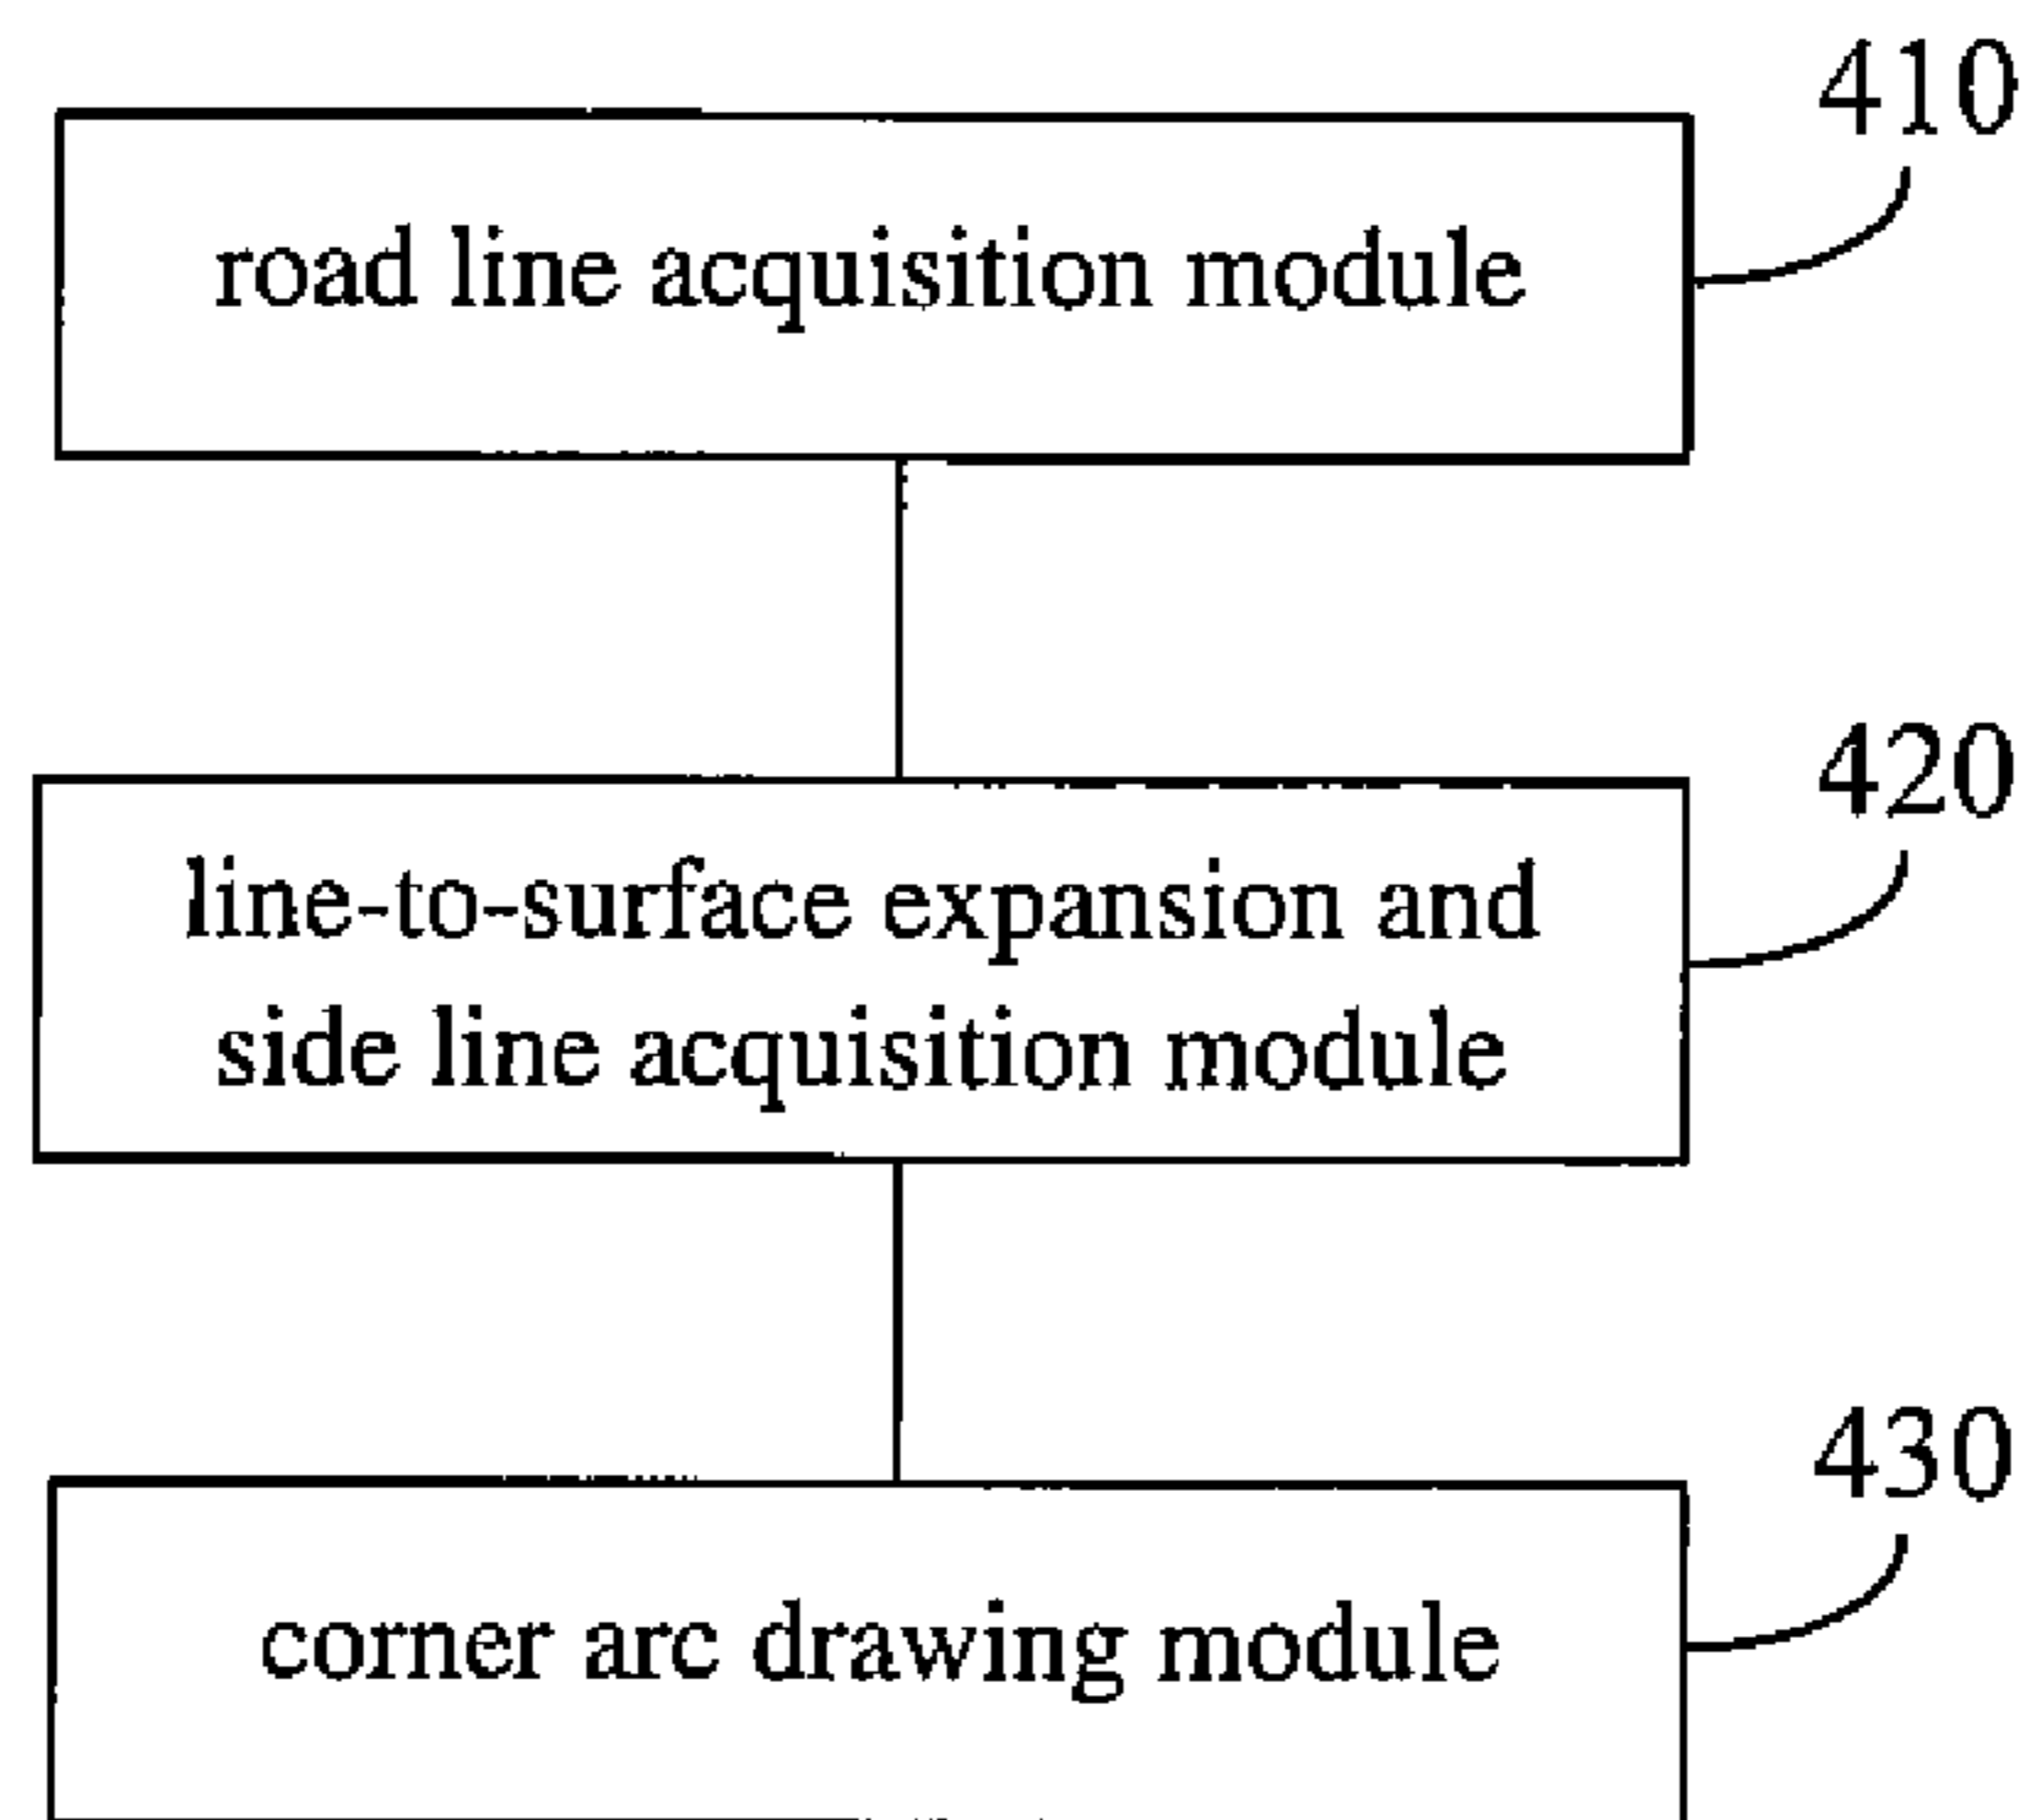 410
road line acquisition module
420
line-to-surface expansion and
side line acquisition module
430
corner arc drawing module